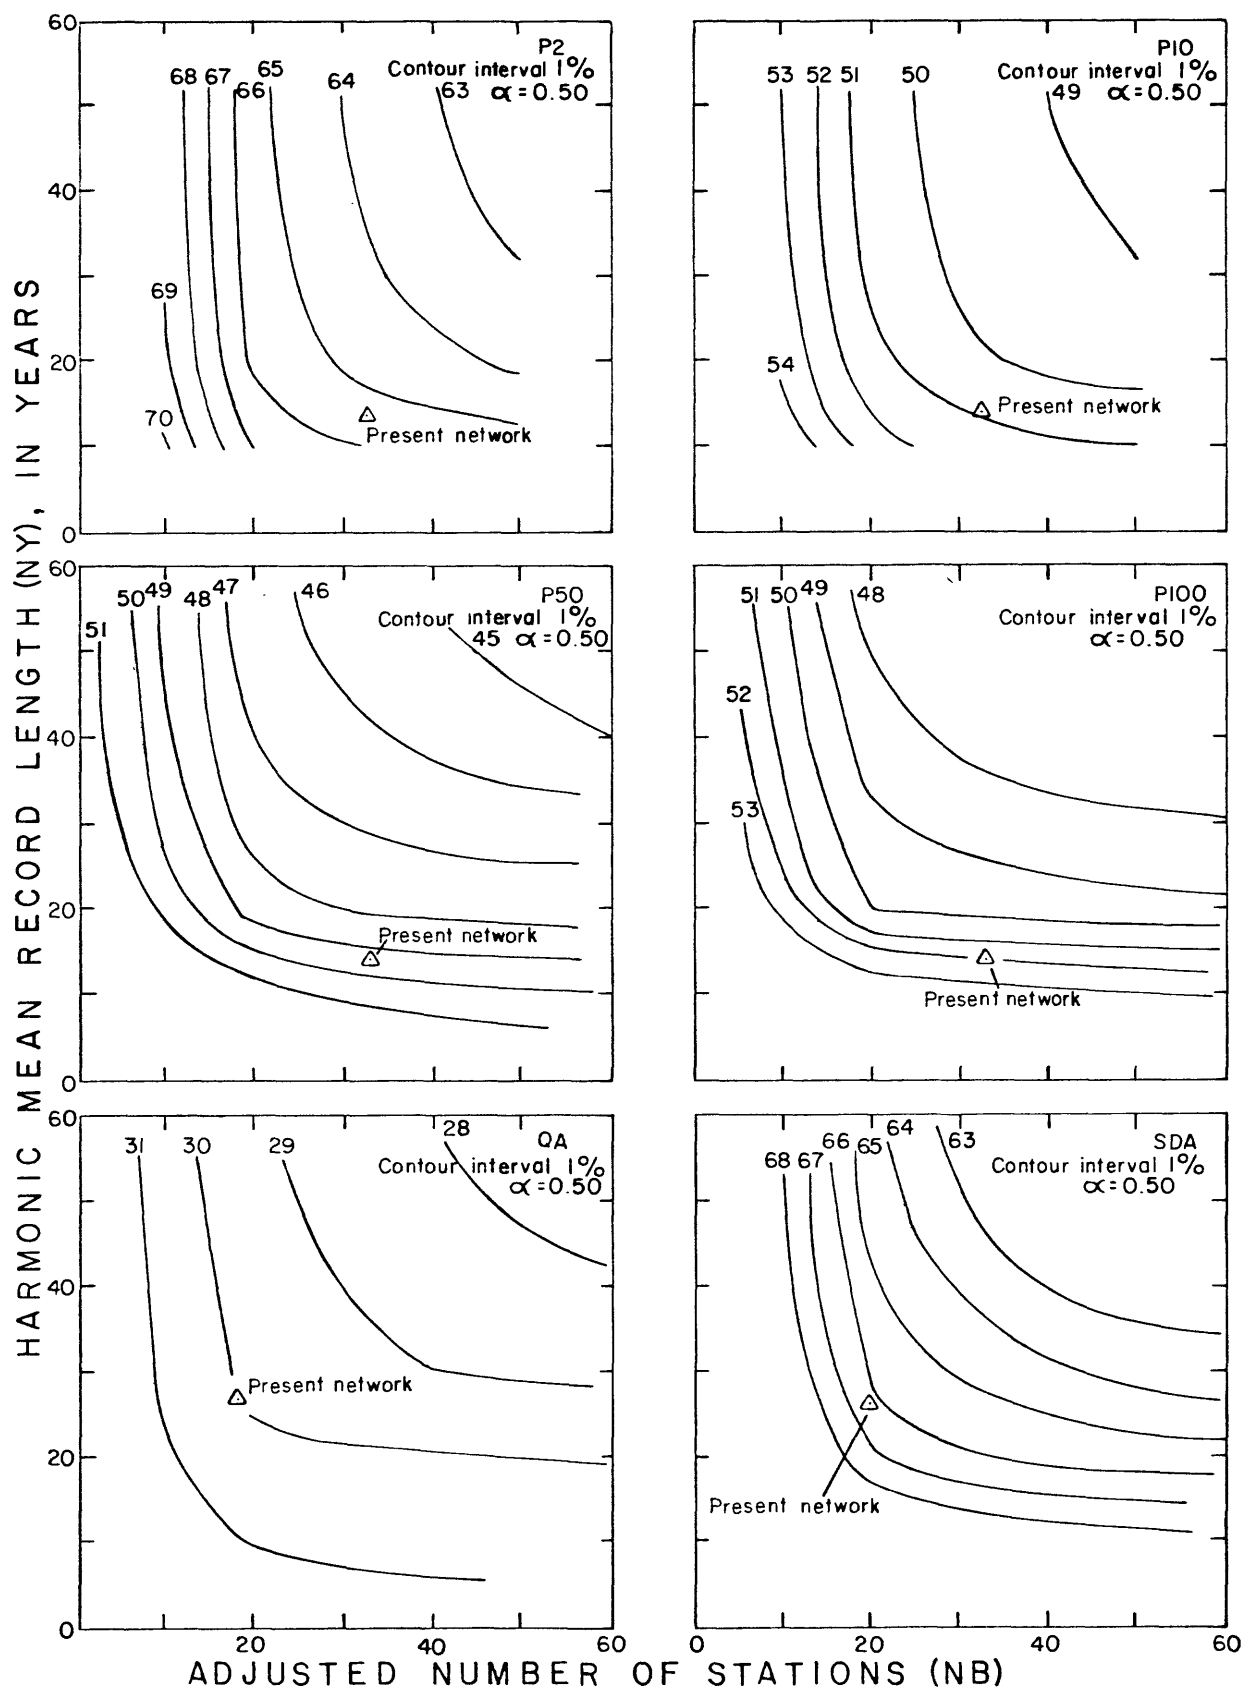 HARMONIC MEAN RECORD LENGTH (NY), IN YEARS
60
P2
Contour interval 1%
68 67 66 65 64 63 α=0.50
40
69
20
70
Present network
0
P10
Contour interval 1%
53 52 51 50 49 α=0.50
54
Present network
60
P50
51 50 49 48 47 46
Contour interval 1%
45 α=0.50
40
20
Present network
0
P100
51 50 49 48
Contour interval 1%
α=0.50
52
53
Present network
60
28
QA
31 30 29
Contour interval 1%
α=0.50
40
Present network
20
0
20 40 60
64 63
SDA
68 67 66 65
Contour interval 1%
α=0.50
Present network
0 20 40 60
ADJUSTED NUMBER OF STATIONS (NB)